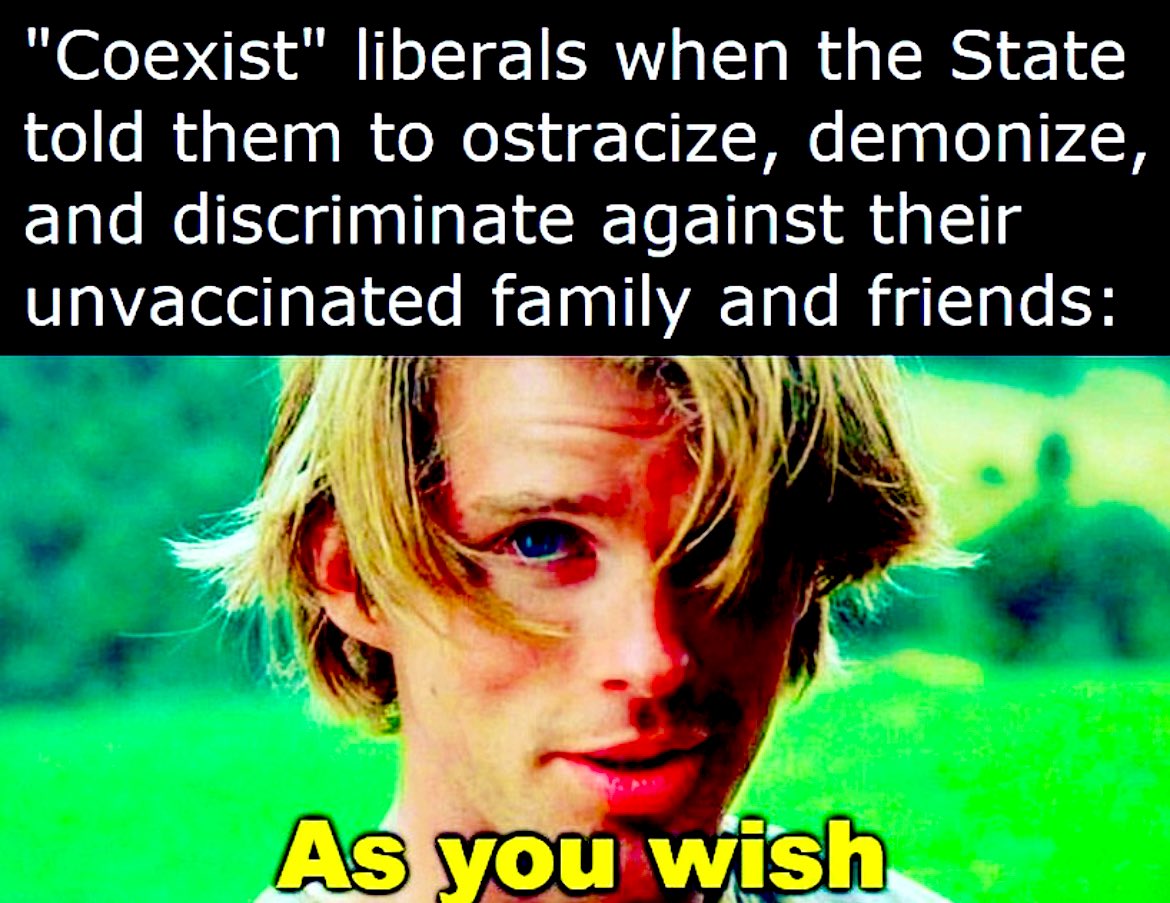 "Coexist" liberals when the State
told them to ostracize, demonize,
and discriminate against their
unvaccinated family and friends:
As you wish